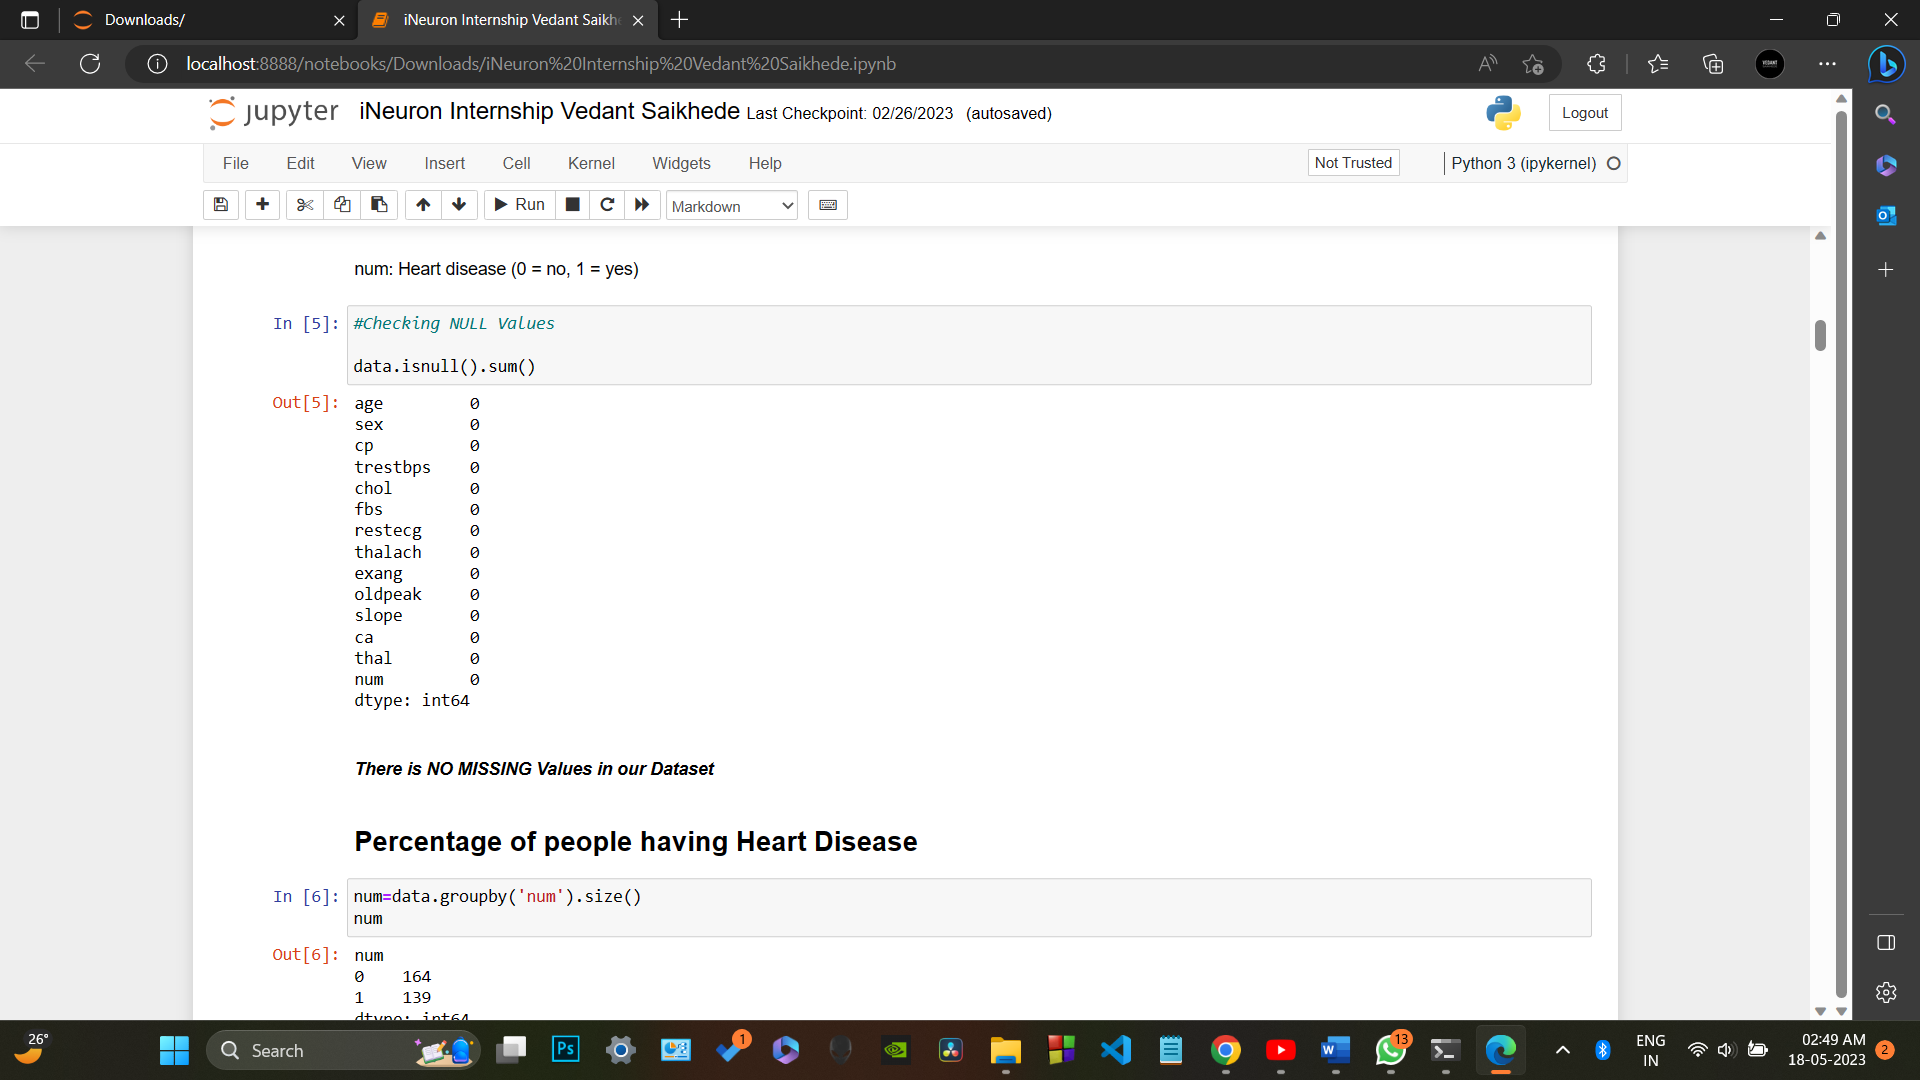 Downloads/
iNeuron Internship Vedant Saikh
localhost:8888/notebooks/Downloads/iNeuron%20Internship%20Vedant%20Saikhede.ipynb
jupyter iNeuron Internship Vedant Saikhede Last Checkpoint: 02/26/2023 (autosaved)
Logout
File Edit View Insert Cell Kernel Widgets Help
Not Trusted
Python 3 (ipykernel)
Run
Markdown
num: Heart disease (0 = no, 1 = yes)
In [5]: #Checking NULL Values
data.isnull().sum()
Out[5]: age 0
sex 0
cp 0
trestbps 0
chol 0
fbs 0
restecg 0
thalach 0
exang 0
oldpeak 0
slope 0
ca 0
thal 0
num 0
dtype: int64
There is NO MISSING Values in our Dataset
Percentage of people having Heart Disease
In [6]: num=data.groupby('num').size()
num
Out[6]: num
0 164
1 139
dtype: int64
26°
Search
Ps
1
13
ENG
IN
02:49 AM
18-05-2023
2